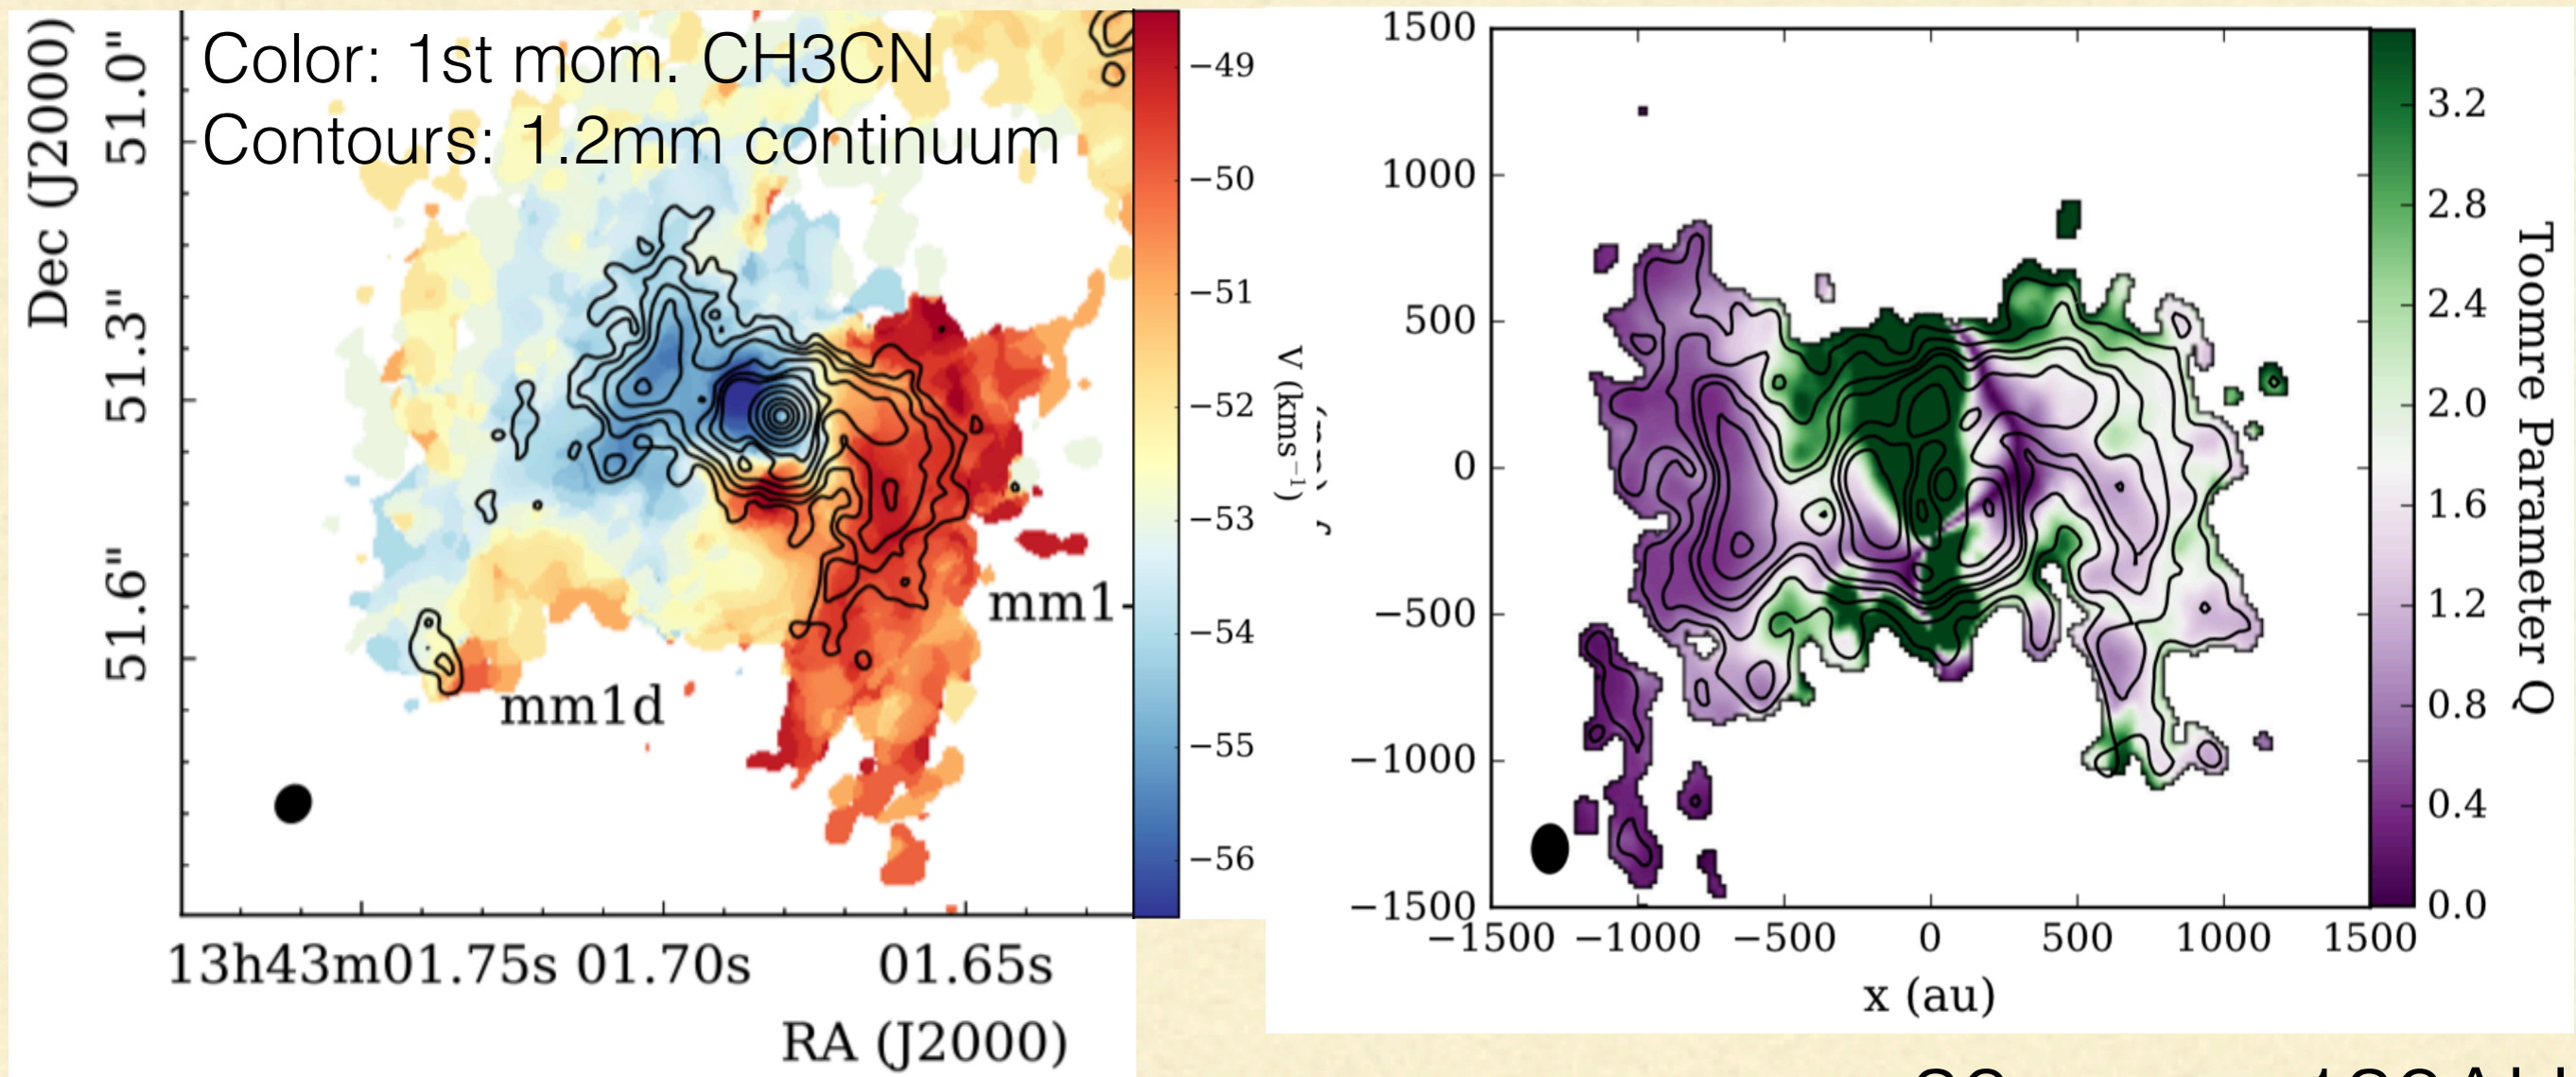 Color: 1st mom. CH3CN
Contours: 1.2mm continuum
Dec (J2000)
51.0"
51.3"
51.6"
mm1d
mm1-
13h43m01.75s 01.70s 01.65s
RA (J2000)
−49
−50
−51
−52
−53
−54
−55
−56
V (kms⁻¹)
1500
1000
500
0
−500
−1000
−1500
−1500 −1000 −500 0 500 1000 1500
x (au)
3.2
2.8
2.4
2.0
1.6
1.2
0.8
0.4
0.0
Toomre Parameter Q